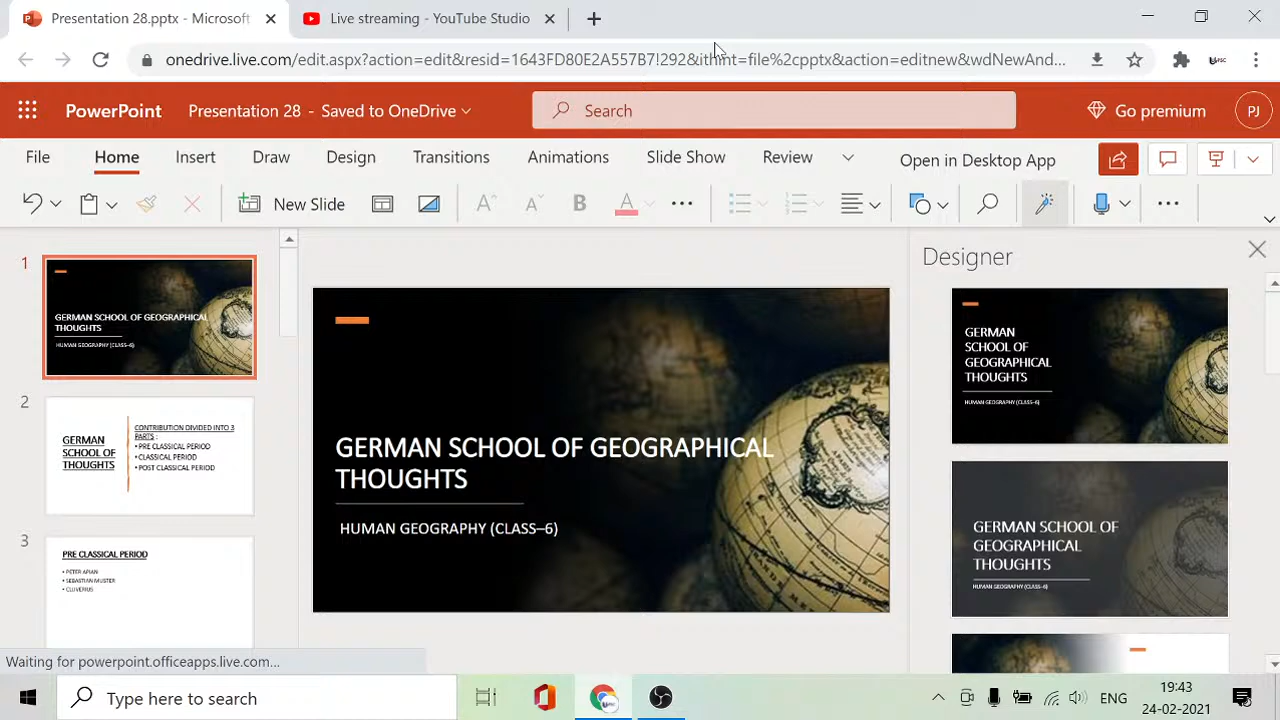 Presentation 28.pptx - Microsoft
Live streaming - YouTube Studio
onedrive.live.com/edit.aspx?action=edit&resid=1643FD80E2A557B7!292&ithint=file%2cpptx&action=editnew&wdNewAnd...
PowerPoint
Presentation 28 - Saved to OneDrive
Search
Go premium
PJ
File
Home
Insert
Draw
Design
Transitions
Animations
Slide Show
Review
Open in Desktop App
New Slide
B
A
1
GERMAN SCHOOL OF GEOGRAPHICAL
THOUGHTS
HUMAN GEOGRAPHY (CLASS-6)
2
GERMAN
SCHOOL OF
THOUGHTS
CONTRIBUTION DIVIDED INTO 3
PARTS :
• PRE CLASSICAL PERIOD
• CLASSICAL PERIOD
• POST CLASSICAL PERIOD
3
PRE CLASSICAL PERIOD
• PETER APIAN
• SEBASTIAN MUSTER
• CLUVERIUS
GERMAN SCHOOL OF GEOGRAPHICAL
THOUGHTS
HUMAN GEOGRAPHY (CLASS–6)
Designer
GERMAN
SCHOOL OF
GEOGRAPHICAL
THOUGHTS
HUMAN GEOGRAPHY (CLASS-6)
GERMAN SCHOOL OF
GEOGRAPHICAL
THOUGHTS
HUMAN GEOGRAPHY (CLASS-6)
Waiting for powerpoint.officeapps.live.com...
Type here to search
ENG
19:43
24-02-2021